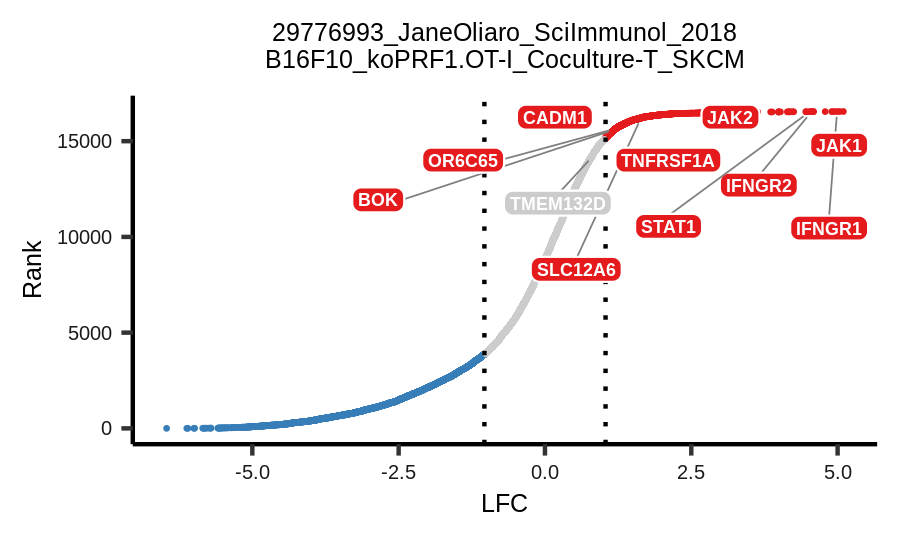 29776993_JaneOliaro_SciImmunol_2018
B16F10_koPRF1.OT-I_Coculture-T_SKCM
Rank
15000
10000
5000
0
CADM1
JAK2
OR6C65
TNFRSF1A
JAK1
BOK
IFNGR2
TMEM132D
STAT1
IFNGR1
SLC12A6
-5.0
-2.5
0.0
2.5
5.0
LFC